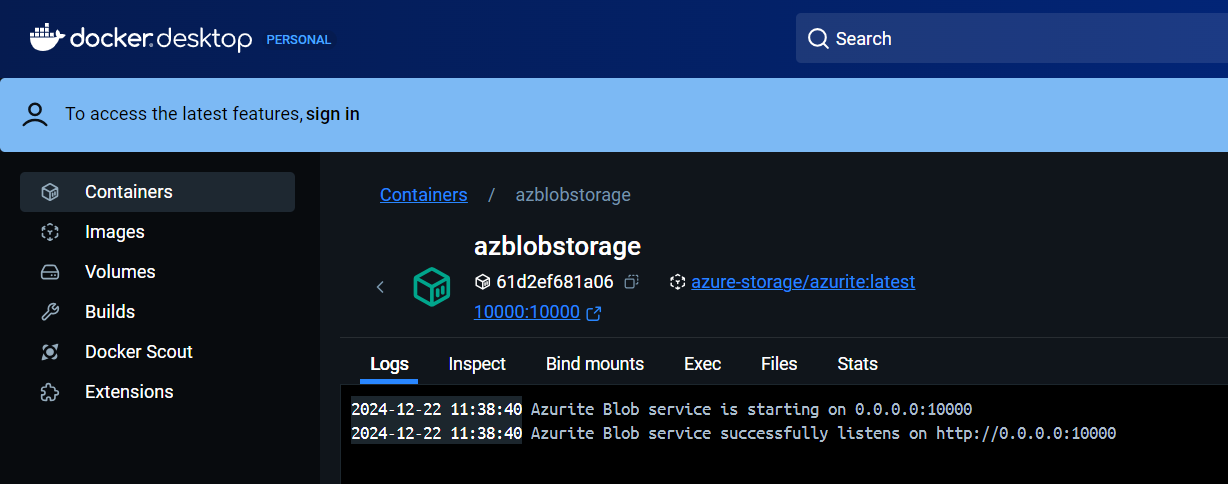 docker.desktop PERSONAL
Search
To access the latest features, sign in
Containers
Images
Volumes
Builds
Docker Scout
Extensions
Containers / azblobstorage
azblobstorage
61d2ef681a06 azure-storage/azurite:latest
10000:10000
Logs Inspect Bind mounts Exec Files Stats
2024-12-22 11:38:40 Azurite Blob service is starting on 0.0.0.0:10000
2024-12-22 11:38:40 Azurite Blob service successfully listens on http://0.0.0.0:10000